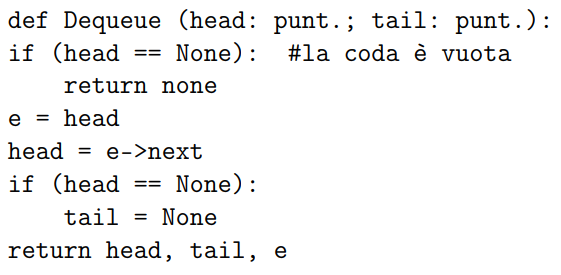 def Dequeue (head: punt.; tail: punt.):
if (head == None):  #la coda è vuota
    return none
e = head
head = e->next
if (head == None):
    tail = None
return head, tail, e